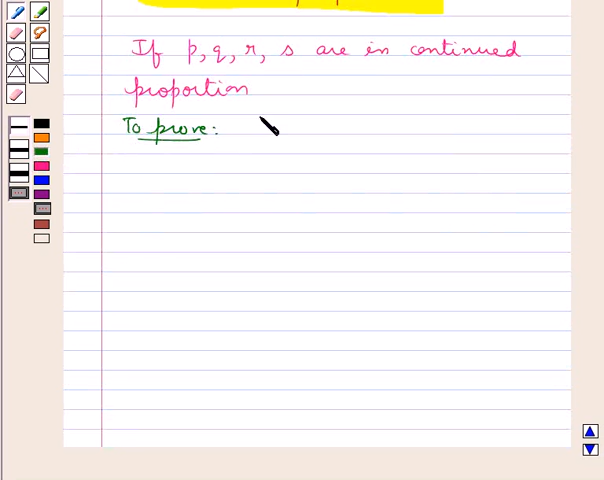 If p, q, r, s are in continued
proportion
To prove: